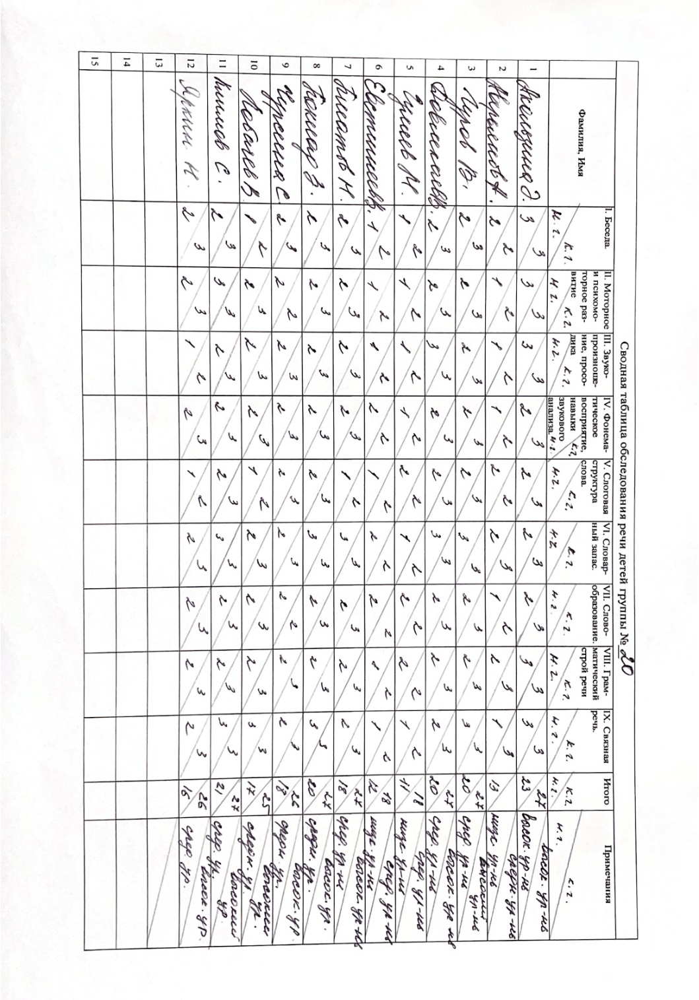 Сводная таблица обследования речи детей группы № 20
Фамилия, Имя
I. Беседа.
н.г. к.г.
II. Моторное и психомоторное развитие
н.г. к.г.
III. Звукопроизношение, просодика
н.г. к.г.
IV. Фонематическое восприятие, навыки звукового анализа.
н.г. к.г.
V. Слоговая структура слова.
н.г. к.г.
VI. Словарный запас.
н.г. к.г.
VII. Словообразование.
н.г. к.г.
VIII. Грамматический строй речи
н.г. к.г.
IX. Связная речь.
н.г. к.г.
Итого
н.г. к.г.
Примечания
н.г. к.г.
1 Э. 3 3 3 3 3 3 2 3 2 3 2 3 2 3 3 3 3 3 23 27 высок. ур-нь высок. ур-нь
2 А. 2 2 1 2 1 2 1 2 2 2 2 3 1 2 2 3 1 3 13 низк. ур-нь средн. ур-нь
3 Гуров В. 2 3 2 3 2 3 2 3 2 3 3 3 2 3 2 3 3 3 20 27 сред. ур-нь высокий ур-нь
4 2 3 2 3 3 3 2 3 2 3 3 3 2 3 2 3 2 3 20 27 сред. ур-нь высок. ур-нь
5 М. 1 2 1 2 1 2 1 2 2 2 1 2 2 2 2 2 1 2 11 18 низк. ур-нь сред. ур-нь
6 1 2 1 2 1 2 2 2 1 2 2 2 2 2 1 2 1 2 12 18 низк. ур-нь сред. ур-нь
7 Н. 2 3 2 3 2 3 2 3 1 2 3 3 2 3 2 3 2 3 18 27 сред. ур-нь высок. ур-нь
8 З. 2 3 2 3 2 3 2 3 2 3 3 3 2 3 2 3 3 3 20 27 средн. ур. высок. ур.
9 С. 2 3 2 2 2 3 2 3 2 3 2 3 2 2 2 3 2 3 18 26 средн. ур. высок. ур.
10 Лобачев В. 1 2 2 3 2 3 2 3 1 2 2 3 2 3 2 3 3 3 17 25 средн. ур. высокий ур.
11 Климов С. 2 3 3 3 2 3 2 3 2 3 3 3 2 3 2 3 3 3 21 27 сред. ур. высокий ур.
12 Яркин Н. 2 3 2 3 1 2 2 3 1 2 2 3 2 3 2 3 2 3 16 26 сред. ур. высок. ур.
13
14
15